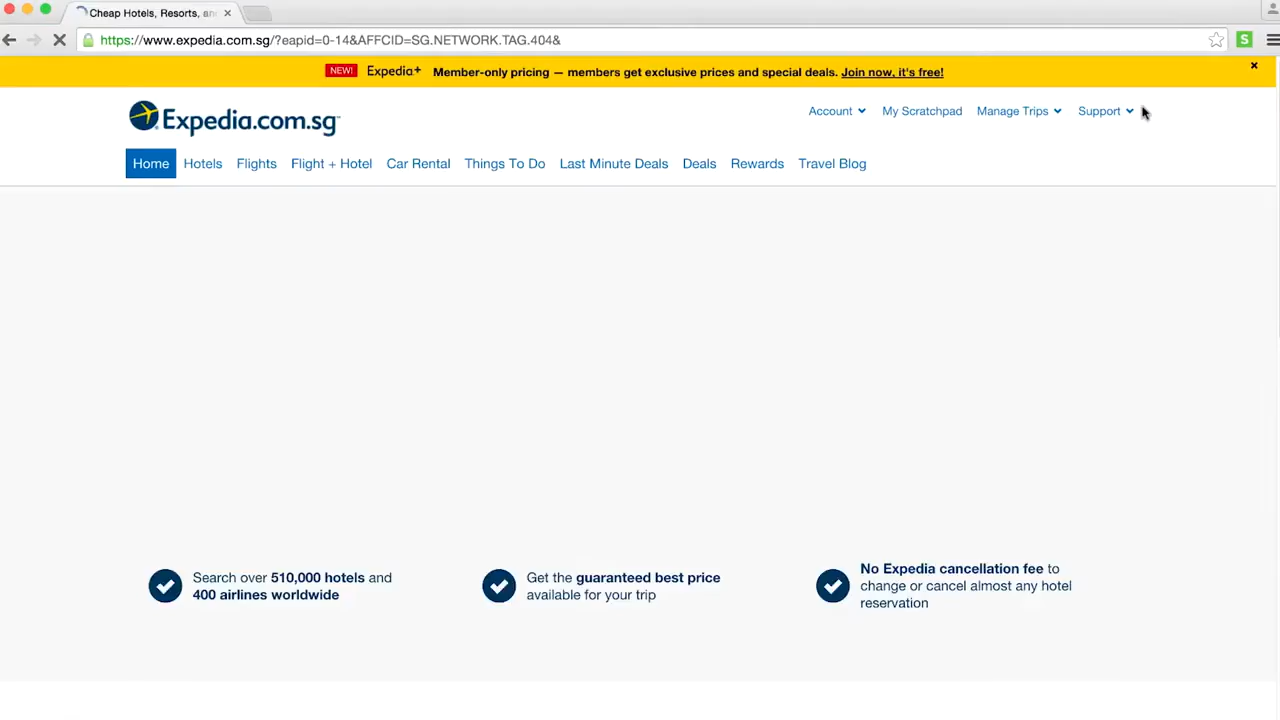 Cheap Hotels, Resorts, an
https://www.expedia.com.sg/?eapid=0-14&AFFCID=SG.NETWORK.TAG.404&
S
NEW! Expedia+ Member-only pricing — members get exclusive prices and special deals. Join now, it's free!
Expedia.com.sg
Account My Scratchpad Manage Trips Support
Home Hotels Flights Flight + Hotel Car Rental Things To Do Last Minute Deals Deals Rewards Travel Blog
Search over 510,000 hotels and
400 airlines worldwide
Get the guaranteed best price
available for your trip
No Expedia cancellation fee to
change or cancel almost any hotel
reservation